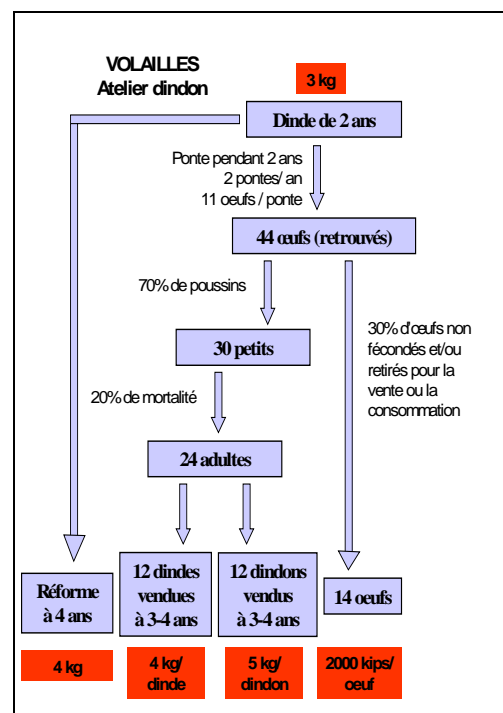 VOLAILLES
Atelier dindon
3 kg
Dinde de 2 ans
Ponte pendant 2 ans
2 pontes/ an
11 oeufs / ponte
44 œufs (retrouvés)
70% de poussins
30% d'œufs non
fécondés et/ou
retirés pour la
vente ou la
consommation
30 petits
20% de mortalité
24 adultes
Réforme
à 4 ans
12 dindes
vendues
à 3-4 ans
12 dindons
vendus
à 3-4 ans
14 oeufs
4 kg
4 kg/
dinde
5 kg/
dindon
2000 kips/
oeuf